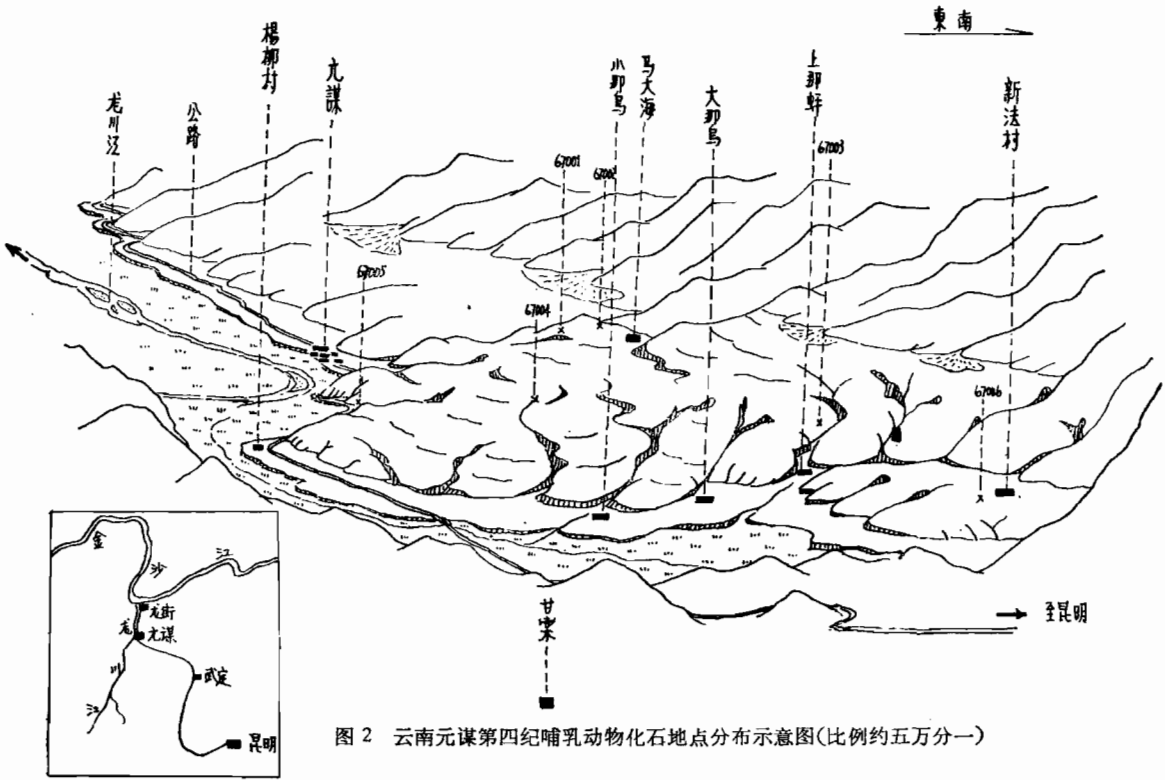 東南
龙川江
公路
楊柳村
元謀
67005
67004
67001
67002
小那乌
马大海
大那乌
上那蚌
67003
新法村
67006
甘棠
至昆明
金
沙
江
龙街
元谋
龙
川
江
武定
昆明
图2 云南元谋第四纪哺乳动物化石地点分布示意图(比例约五万分一)